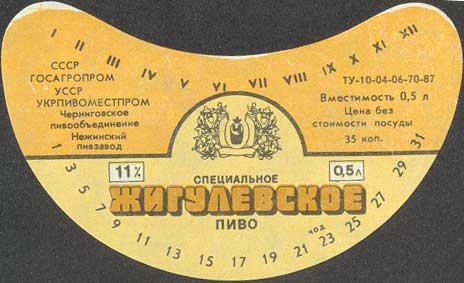 I II III IV V VI VII VIII IX X XI XII
СССР
ГОСАГРОПРОМ
УССР
УКРПИВОМЕСТПРОМ
Черниговское
пивообъединение
Нежинский
пивзавод
ТУ-10-04-06-70-87
Вместимость 0,5 л
Цена без
стоимости посуды
35 коп.
11%
СПЕЦИАЛЬНОЕ
0,5л
ЖИГУЛЕВСКОЕ
ПИВО
1 3 5 7 9 11 13 15 17 19 21 23 25 27 29 31